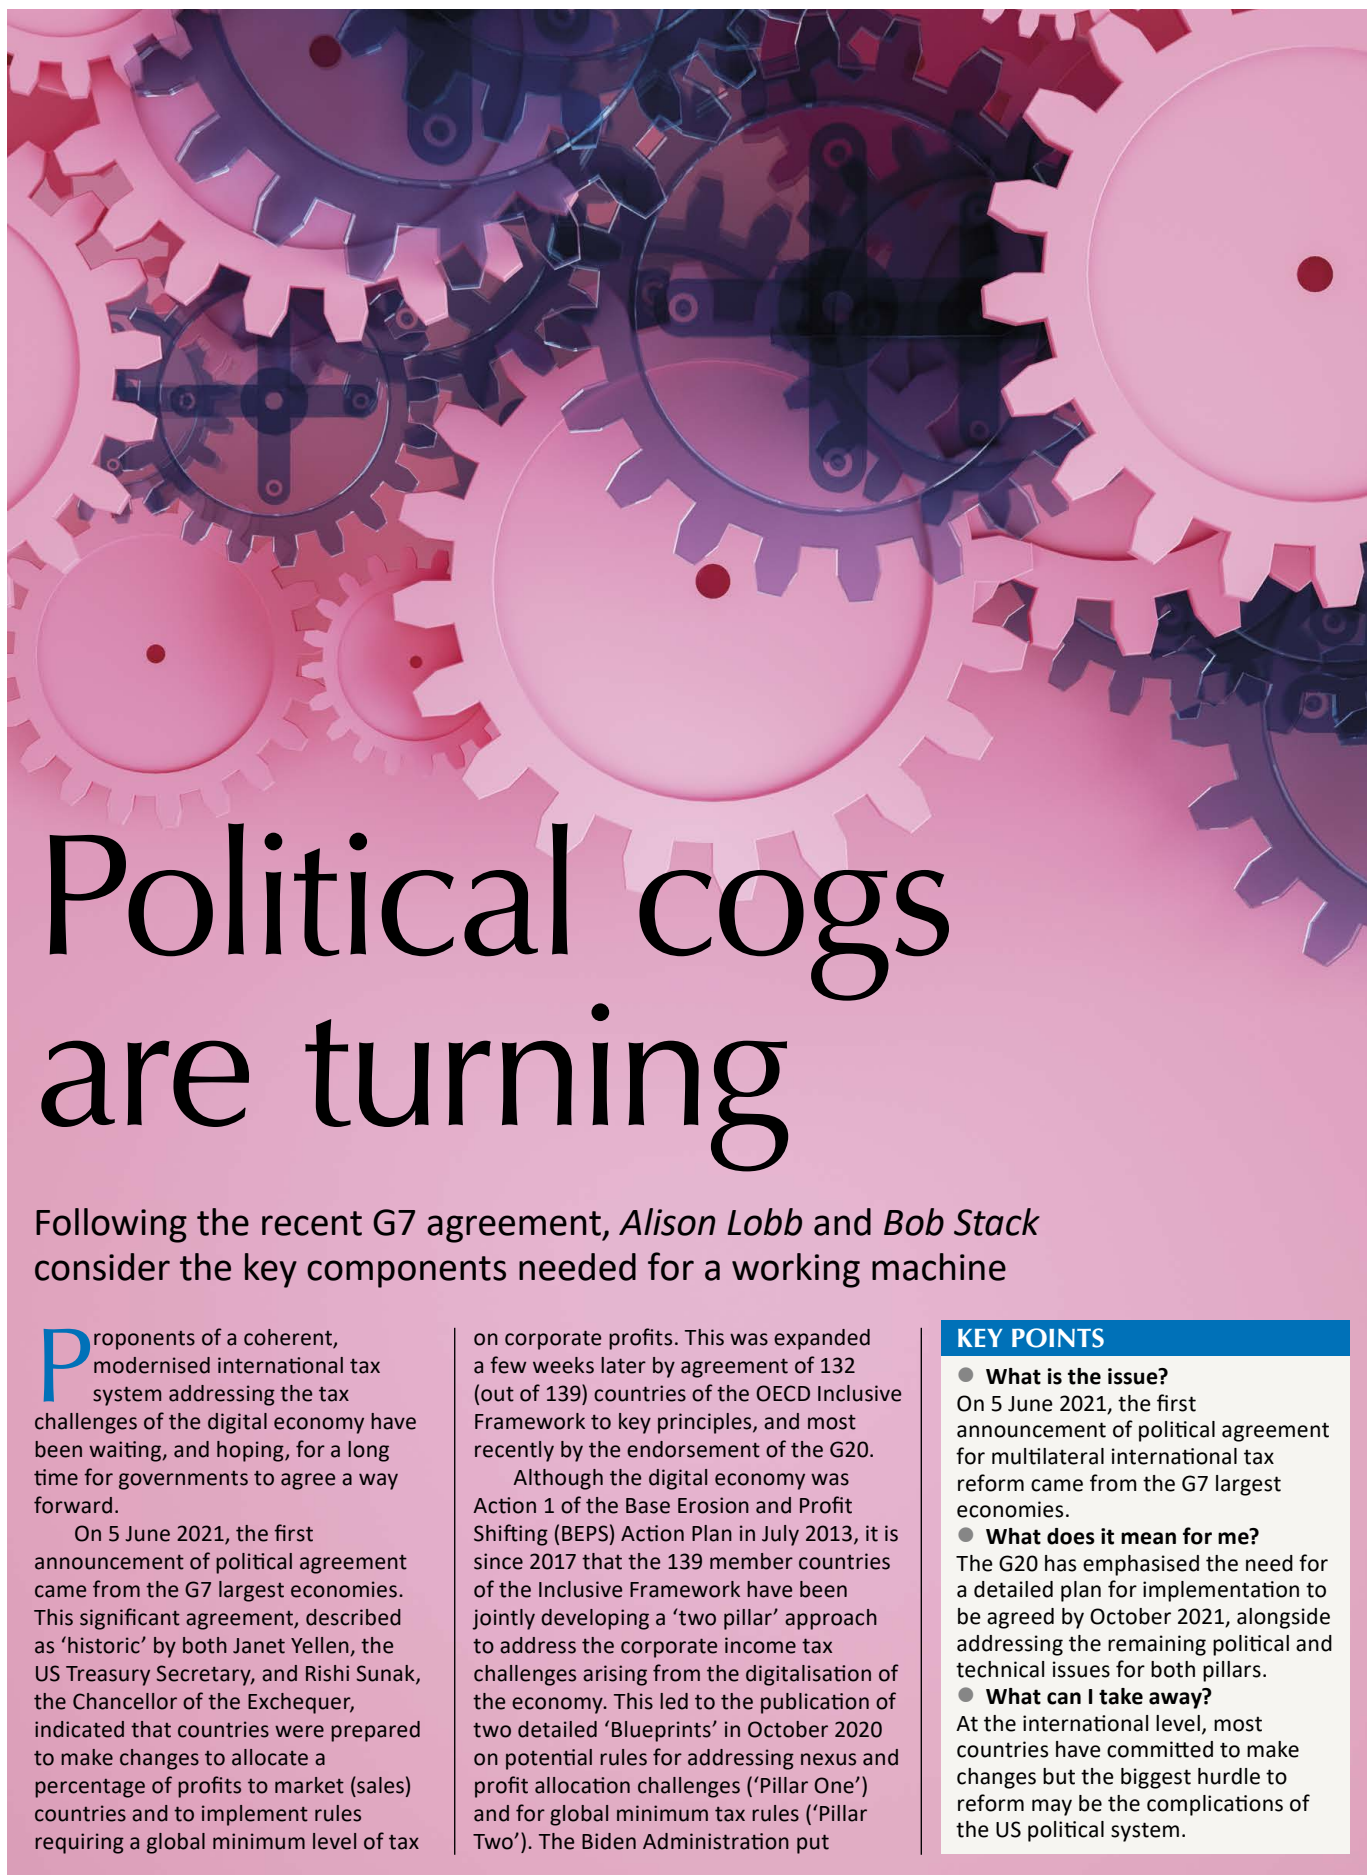 Political cogs
are turning
Following the recent G7 agreement, Alison Lobb and Bob Stack
consider the key components needed for a working machine
Proponents of a coherent,
modernised international tax
system addressing the tax
challenges of the digital economy have
been waiting, and hoping, for a long
time for governments to agree a way
forward.
On 5 June 2021, the first
announcement of political agreement
came from the G7 largest economies.
This significant agreement, described
as ‘historic’ by both Janet Yellen, the
US Treasury Secretary, and Rishi Sunak,
the Chancellor of the Exchequer,
indicated that countries were prepared
to make changes to allocate a
percentage of profits to market (sales)
countries and to implement rules
requiring a global minimum level of tax
on corporate profits. This was expanded
a few weeks later by agreement of 132
(out of 139) countries of the OECD Inclusive
Framework to key principles, and most
recently by the endorsement of the G20.
Although the digital economy was
Action 1 of the Base Erosion and Profit
Shifting (BEPS) Action Plan in July 2013, it is
since 2017 that the 139 member countries
of the Inclusive Framework have been
jointly developing a ‘two pillar’ approach
to address the corporate income tax
challenges arising from the digitalisation of
the economy. This led to the publication of
two detailed ‘Blueprints’ in October 2020
on potential rules for addressing nexus and
profit allocation challenges (‘Pillar One’)
and for global minimum tax rules (‘Pillar
Two’). The Biden Administration put
KEY POINTS
● What is the issue?
On 5 June 2021, the first
announcement of political agreement
for multilateral international tax
reform came from the G7 largest
economies.
● What does it mean for me?
The G20 has emphasised the need for
a detailed plan for implementation to
be agreed by October 2021, alongside
addressing the remaining political and
technical issues for both pillars.
● What can I take away?
At the international level, most
countries have committed to make
changes but the biggest hurdle to
reform may be the complications of
the US political system.